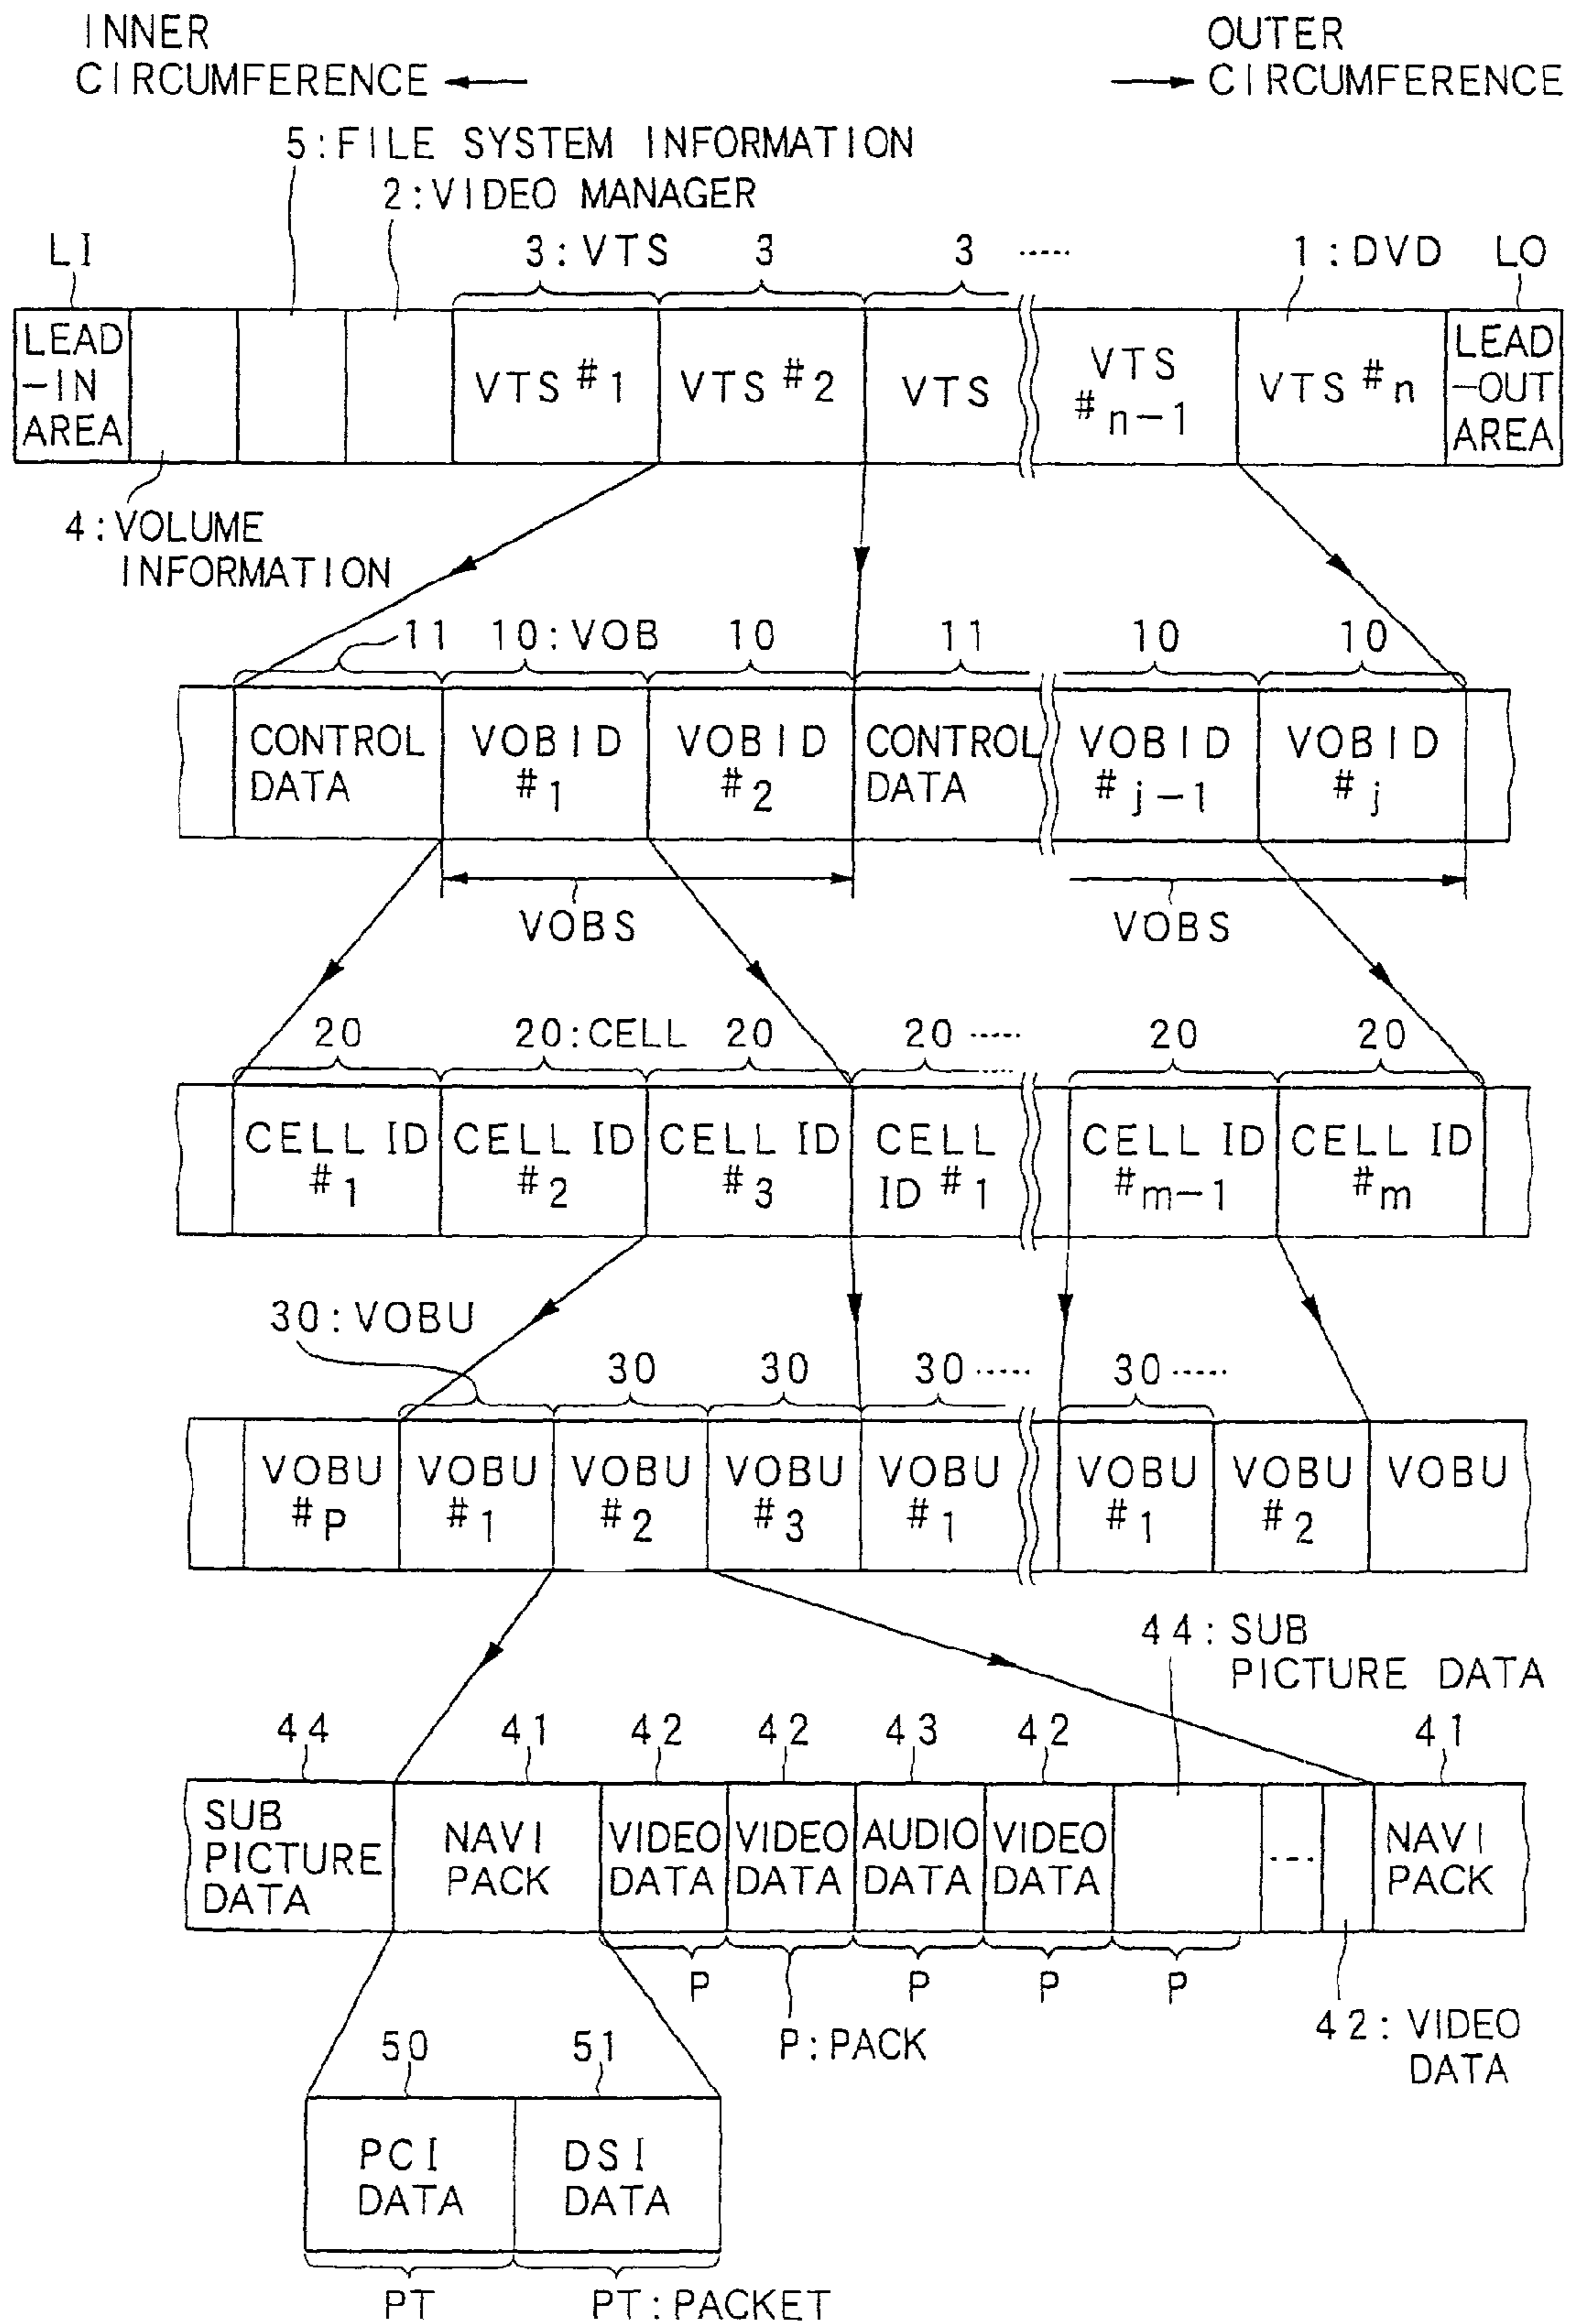 INNER
CIRCUMFERENCE
OUTER
CIRCUMFERENCE
5:FILE SYSTEM INFORMATION
2:VIDEO MANAGER
LI
3:VTS
3
3 .....
1:DVD
LO
LEAD
-IN
AREA
VTS #1
VTS #2
VTS
VTS
#n-1
VTS #n
LEAD
-OUT
AREA
4:VOLUME
INFORMATION
11
10:VOB
10
11
10
10
CONTROL
DATA
VOBID
#1
VOBID
#2
CONTROL
DATA
VOBID
#j-1
VOBID
#j
VOBS
VOBS
20
20:CELL
20
20 .....
20
20
CELL ID
#1
CELL ID
#2
CELL ID
#3
CELL
ID #1
CELL ID
#m-1
CELL ID
#m
30:VOBU
30
30
30 .....
30 .....
VOBU
#P
VOBU
#1
VOBU
#2
VOBU
#3
VOBU
#1
VOBU
#1
VOBU
#2
VOBU
44:SUB
PICTURE DATA
44
41
42
42
43
42
41
SUB
PICTURE
DATA
NAVI
PACK
VIDEO
DATA
VIDEO
DATA
AUDIO
DATA
VIDEO
DATA
...
NAVI
PACK
P
P:PACK
P
P
P
42:VIDEO
DATA
50
51
PCI
DATA
DSI
DATA
PT
PT:PACKET